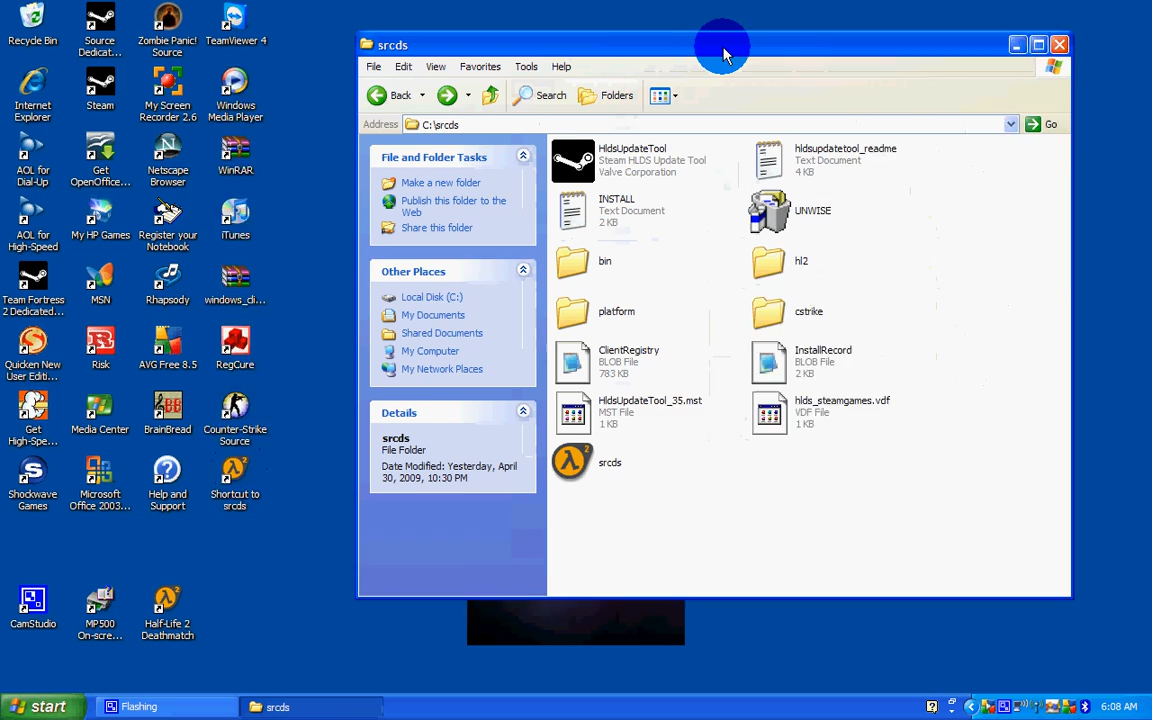 Recycle Bin
Source
Dedicat...
Zombie Panic!
Source
TeamViewer 4
Internet
Explorer
Steam
My Screen
Recorder 2.6
Windows
Media Player
AOL for
Dial-Up
Get
OpenOffice...
Netscape
Browser
WinRAR
AOL for
High-Speed
My HP Games
Register your
Notebook
iTunes
Team Fortress
2 Dedicated...
MSN
Rhapsody
windows_cli...
Quicken New
User Editi...
Risk
AVG Free 8.5
RegCure
Get
High-Spe...
Media Center
BrainBread
Counter-Strike
Source
Shockwave
Games
Microsoft
Office 2003...
Help and
Support
Shortcut to
srcds
CamStudio
MP500
On-scre...
Half-Life 2
Deathmatch
srcds
File Edit View Favorites Tools Help
Back Search Folders
Address C:\srcds Go
File and Folder Tasks
Make a new folder
Publish this folder to the
Web
Share this folder
Other Places
Local Disk (C:)
My Documents
Shared Documents
My Computer
My Network Places
Details
srcds
File Folder
Date Modified: Yesterday, April
30, 2009, 10:30 PM
HldsUpdateTool
Steam HLDS Update Tool
Valve Corporation
hldsupdatetool_readme
Text Document
4 KB
INSTALL
Text Document
2 KB
UNWISE
bin
hl2
platform
cstrike
ClientRegistry
BLOB File
783 KB
InstallRecord
BLOB File
2 KB
HldsUpdateTool_35.mst
MST File
1 KB
hlds_steamgames.vdf
VDF File
1 KB
srcds
start Flashing srcds 6:08 AM